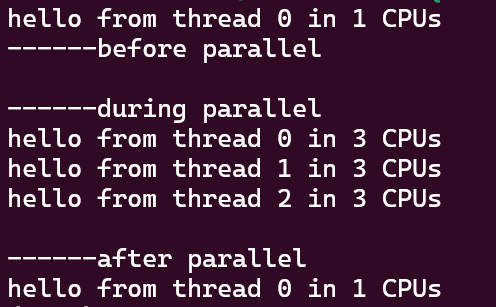 hello from thread 0 in 1 CPUs
------before parallel
------during parallel
hello from thread 0 in 3 CPUs
hello from thread 1 in 3 CPUs
hello from thread 2 in 3 CPUs
------after parallel
hello from thread 0 in 1 CPUs